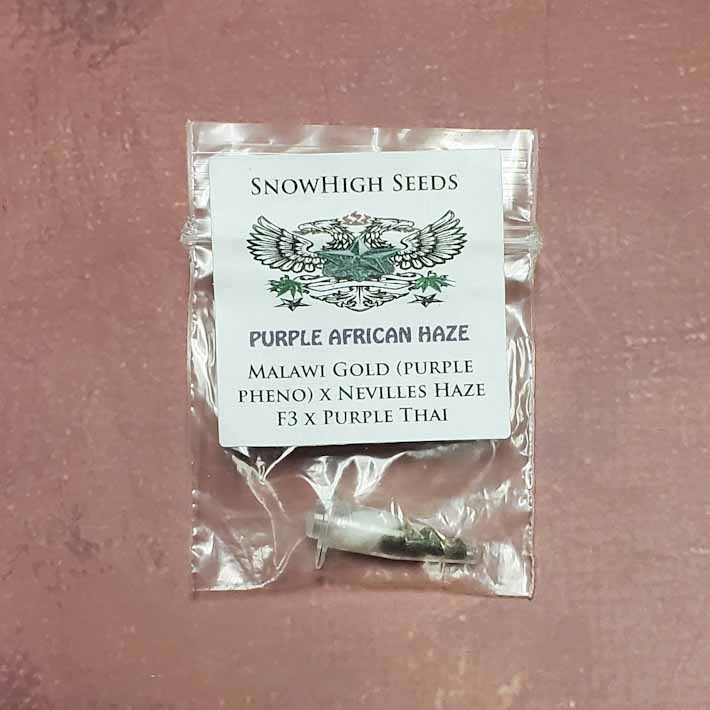 SnowHigh Seeds
PURPLE AFRICAN HAZE
Malawi Gold (purple
pheno) x Nevilles Haze
F3 x Purple Thai